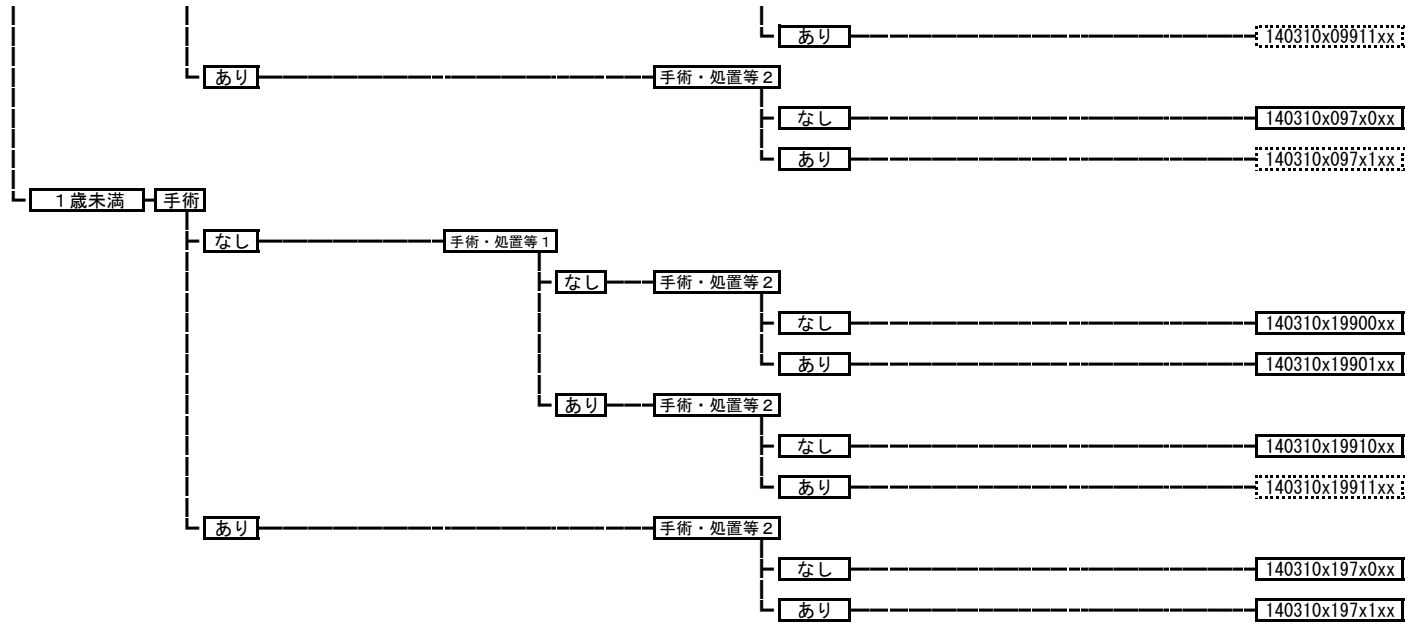 あり 140310x09911xx
あり 手術・処置等2
なし 140310x097x0xx
あり 140310x097x1xx
1歳未満 手術
なし 手術・処置等1
なし 手術・処置等2
なし 140310x19900xx
あり 140310x19901xx
あり 手術・処置等2
なし 140310x19910xx
あり 140310x19911xx
あり 手術・処置等2
なし 140310x197x0xx
あり 140310x197x1xx